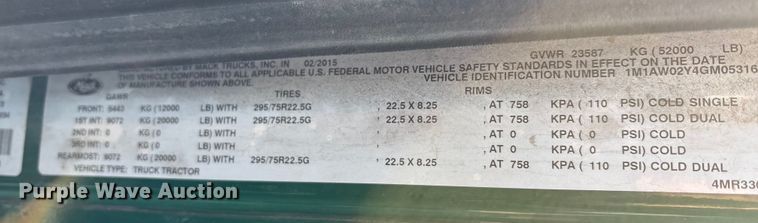 MACK TRUCKS, INC, IN 02/2015 GVWR 23587 KG (52000 LB)
THIS VEHICLE CONFORMS TO ALL APPLICABLE U.S. FEDERAL MOTOR VEHICLE SAFETY STANDARDS IN EFFECT ON THE DATE
OF MANUFACTURE SHOWN ABOVE. VEHICLE IDENTIFICATION NUMBER 1M1AW02Y4GM05316
Mack
GAWR TIRES RIMS
FRONT: 5443 KG (12000 LB) WITH 295/75R22.5G , 22.5 X 8.25 , AT 758 KPA ( 110 PSI) COLD SINGLE
1ST INT: 9072 KG (20000 LB) WITH 295/75R22.5G , 22.5 X 8.25 , AT 758 KPA ( 110 PSI) COLD DUAL
2ND INT: 0 KG (0 LB) WITH , AT 0 KPA ( 0 PSI) COLD
3RD INT: 0 KG (0 LB) WITH , AT 0 KPA ( 0 PSI) COLD
REARMOST: 9072 KG (20000 LB) WITH 295/75R22.5G , 22.5 X 8.25 , AT 758 KPA ( 110 PSI) COLD DUAL
VEHICLE TYPE: TRUCK TRACTOR
4MR336
Purple Wave Auction